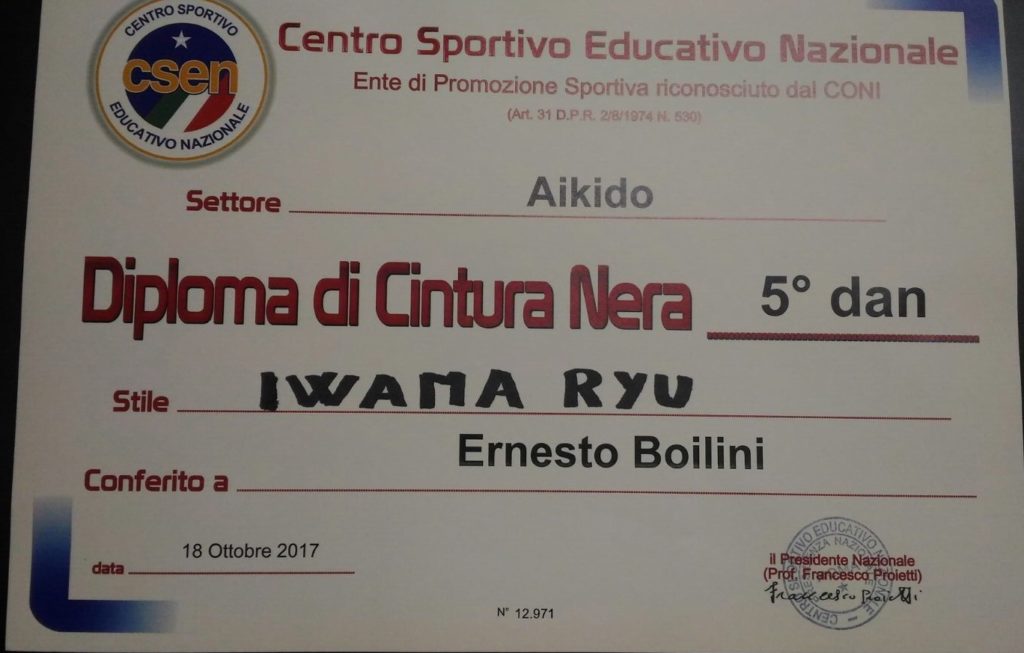 CENTRO SPORTIVO
csen
EDUCATIVO NAZIONALE
Centro Sportivo Educativo Nazionale
Ente di Promozione Sportiva riconosciuto dal CONI
(Art. 31 D.P.R. 2/8/1974 N. 530)
Settore Aikido
Diploma di Cintura Nera 5° dan
Stile IWAMA RYU
Conferito a Ernesto Boilini
data 18 Ottobre 2017
il Presidente Nazionale
(Prof. Francesco Proietti)
Francesco Proietti
N° 12.971